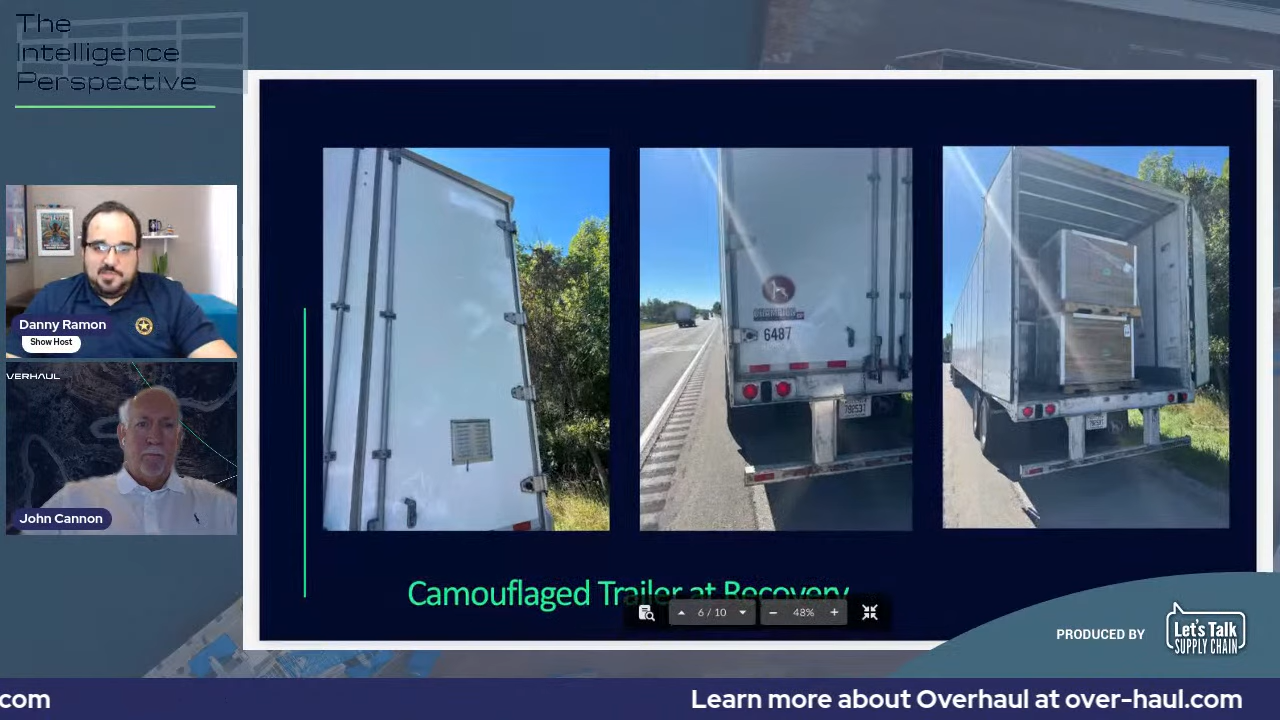 The
Intelligence
Perspective
Danny Ramon
Show Host
VERHAUL
John Cannon
6487
Camouflaged Trailer at Recovery
6 / 10
48%
PRODUCED BY
Let's Talk
SUPPLY CHAIN
.com
Learn more about Overhaul at over-haul.com